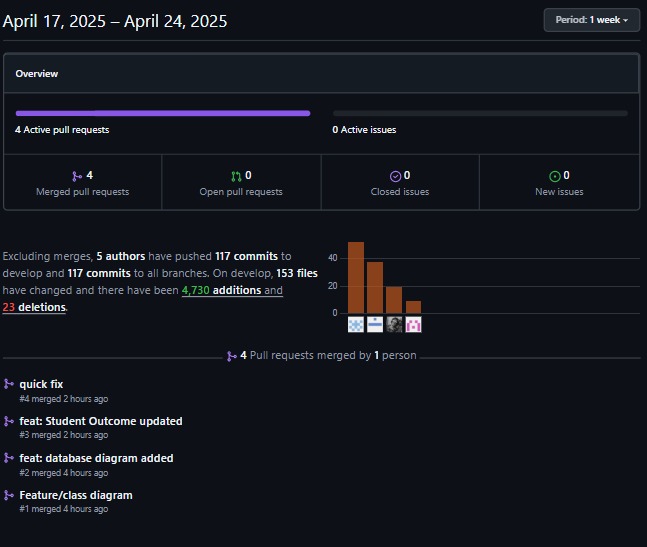 April 17, 2025 – April 24, 2025
Period: 1 week
Overview
4 Active pull requests
0 Active issues
4
Merged pull requests
0
Open pull requests
0
Closed issues
0
New issues
Excluding merges, 5 authors have pushed 117 commits to
develop and 117 commits to all branches. On develop, 153 files
have changed and there have been 4,730 additions and
23 deletions.
40
20
0
4 Pull requests merged by 1 person
quick fix
#4 merged 2 hours ago
feat: Student Outcome updated
#3 merged 2 hours ago
feat: database diagram added
#2 merged 4 hours ago
Feature/class diagram
#1 merged 4 hours ago